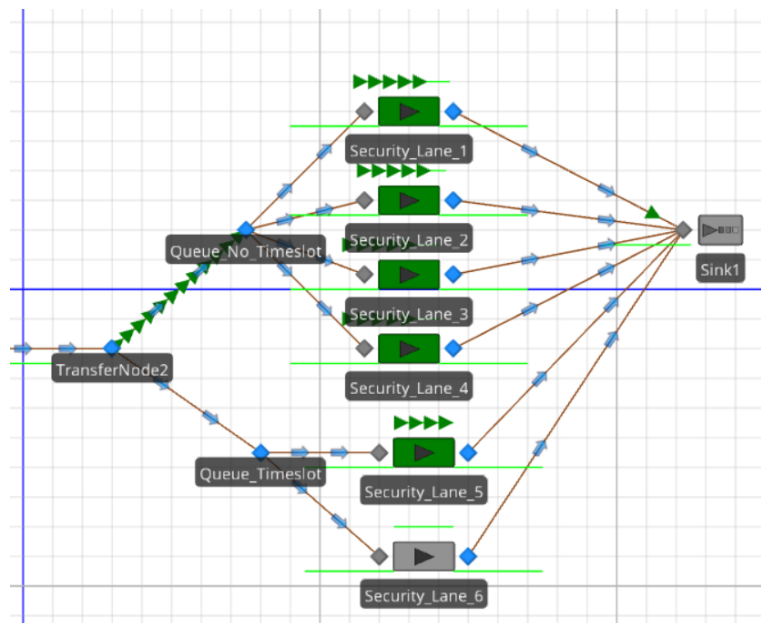 Security_Lane_1
Queue_No_Timeslot
Security_Lane_2
Sink1
Security_Lane_3
TransferNode2
Security_Lane_4
Queue_Timeslot
Security_Lane_5
Security_Lane_6